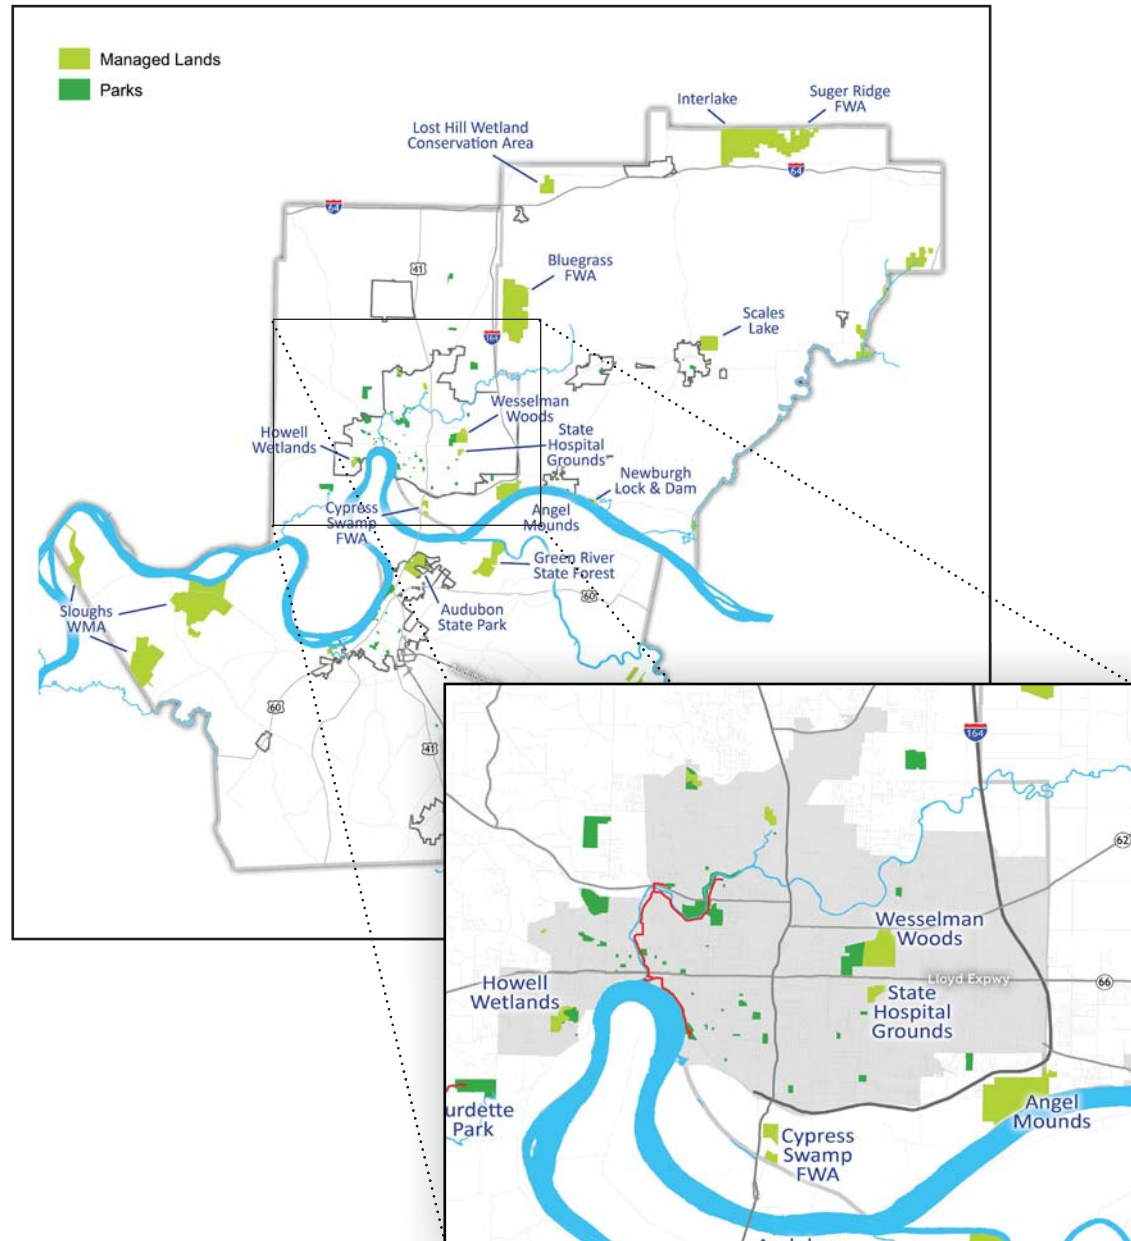 Managed Lands
Parks
Interlake
Suger Ridge
FWA
Lost Hill Wetland
Conservation Area
64
64
41
Bluegrass
FWA
Scales
Lake
164
Wesselman
Woods
Howell
Wetlands
State
Hospital
Grounds
Newburgh
Lock & Dam
Cypress
Swamp
FWA
Angel
Mounds
Green River
State Forest
60
Sloughs
WMA
Audubon
State Park
60
41
164
62
Wesselman
Woods
Lloyd Expwy
66
Howell
Wetlands
State
Hospital
Grounds
urdette
Park
Angel
Mounds
Cypress
Swamp
FWA